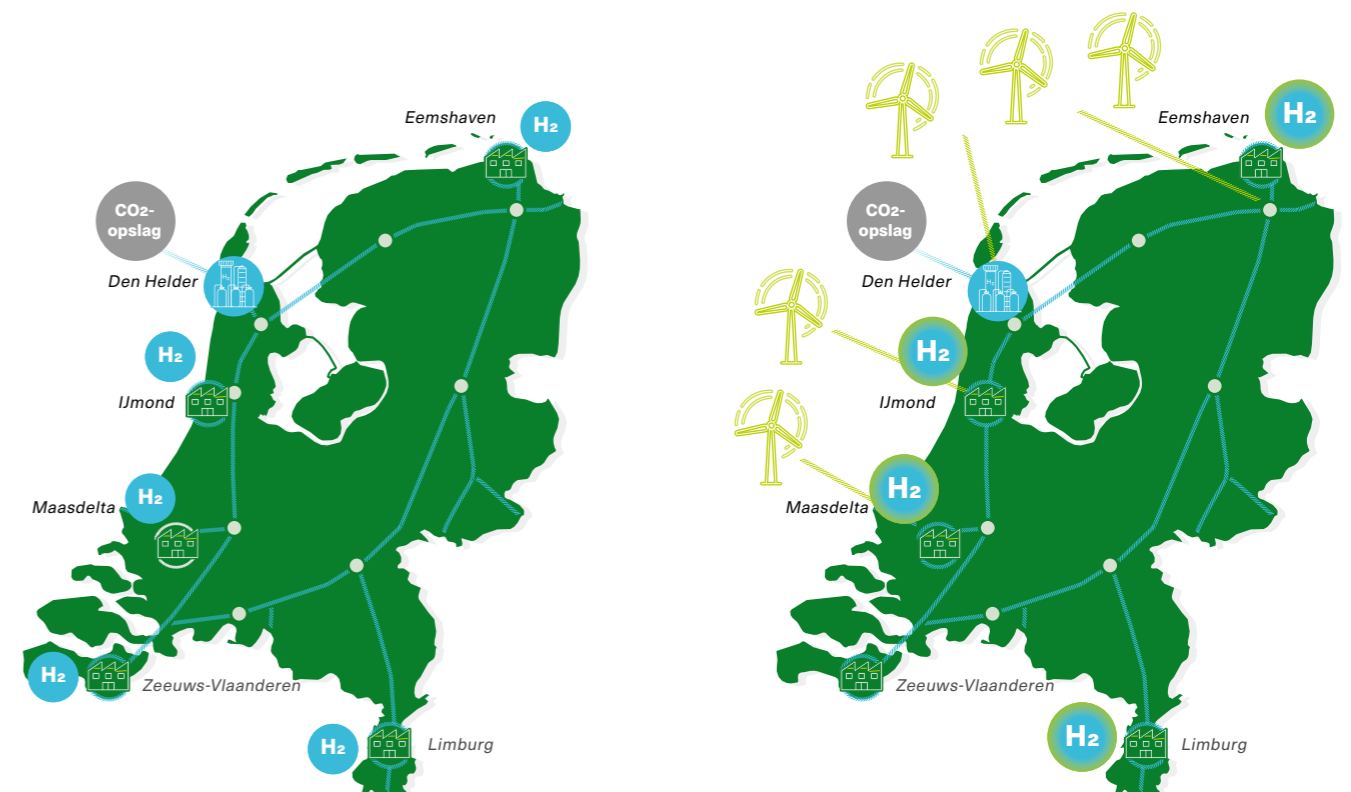 Eemshaven
H₂
CO₂-
opslag
Den Helder
H₂
IJmond
H₂
Maasdelta
H₂
Zeeuws-Vlaanderen
H₂
Limburg
Eemshaven
H₂
CO₂-
opslag
Den Helder
H₂
IJmond
H₂
Maasdelta
Zeeuws-Vlaanderen
H₂
Limburg